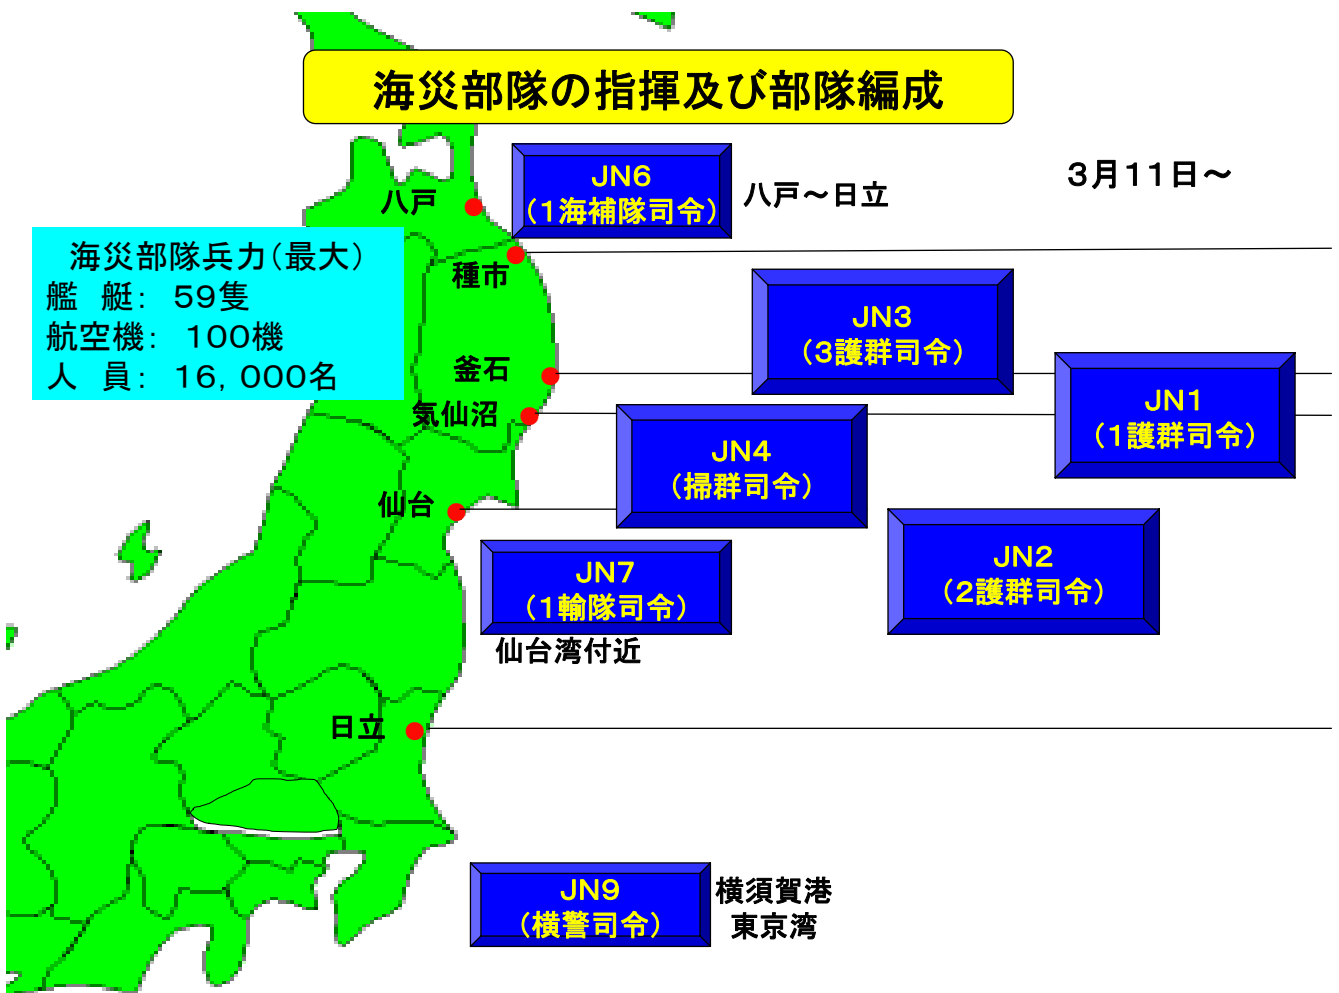 海災部隊の指揮及び部隊編成
3月11日～
JN6
(1海補隊司令)
八戸～日立
八戸
海災部隊兵力(最大)
艦　艇：　59隻
航空機：　100機
人　員：　16，000名
種市
JN3
(3護群司令)
釜石
JN1
(1護群司令)
気仙沼
JN4
(掃群司令)
仙台
JN2
(2護群司令)
JN7
(1輸隊司令)
仙台湾付近
日立
JN9
(横警司令)
横須賀港
東京湾